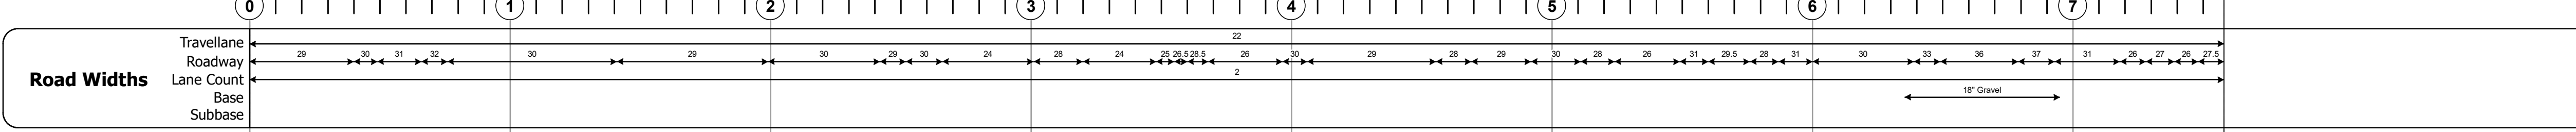 0 1 2 3 4 5 6 7
Road Widths
Travellane 22
Roadway 29 30 31 32 30 29 30 29 30 24 28 24 25 26.5 28.5 26 30 29 28 29 30 28 26 31 29.5 28 31 30 33 36 37 31 26 27 26 27.5
Lane Count 2
Base 18" Gravel
Subbase